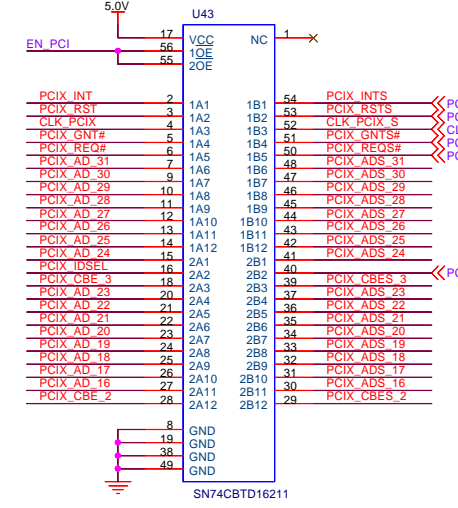 5.0V
U43
17 VCC NC 1
EN_PCI 56 1OE
55 2OE
PCIX_INT 2 1A1 1B1 54 PCIX_INTS
PCIX_RST 3 1A2 1B2 53 PCIX_RSTS
CLK_PCIX 4 1A3 1B3 52 CLK_PCIX_S
PCIX_GNT# 5 1A4 1B4 51 PCIX_GNTS#
PCIX_REQ# 6 1A5 1B5 50 PCIX_REQS#
PCIX_AD_31 7 1A6 1B6 48 PCIX_ADS_31
PCIX_AD_30 9 1A7 1B7 47 PCIX_ADS_30
PCIX_AD_29 10 1A8 1B8 46 PCIX_ADS_29
PCIX_AD_28 11 1A9 1B9 45 PCIX_ADS_28
PCIX_AD_27 12 1A10 1B10 44 PCIX_ADS_27
PCIX_AD_26 13 1A11 1B11 43 PCIX_ADS_26
PCIX_AD_25 14 1A12 1B12 42 PCIX_ADS_25
PCIX_AD_24 15 2A1 2B1 41 PCIX_ADS_24
PCIX_IDSEL 16 2A2 2B2 40
PCIX_CBE_3 18 2A3 2B3 39 PCIX_CBES_3
PCIX_AD_23 20 2A4 2B4 37 PCIX_ADS_23
PCIX_AD_22 21 2A5 2B5 36 PCIX_ADS_22
PCIX_AD_21 22 2A6 2B6 35 PCIX_ADS_21
PCIX_AD_20 23 2A7 2B7 34 PCIX_ADS_20
PCIX_AD_19 24 2A8 2B8 33 PCIX_ADS_19
PCIX_AD_18 25 2A9 2B9 32 PCIX_ADS_18
PCIX_AD_17 26 2A10 2B10 31 PCIX_ADS_17
PCIX_AD_16 27 2A11 2B11 30 PCIX_ADS_16
PCIX_CBE_2 28 2A12 2B12 29 PCIX_CBES_2
8 GND
19 GND
38 GND
49 GND
SN74CBTD16211